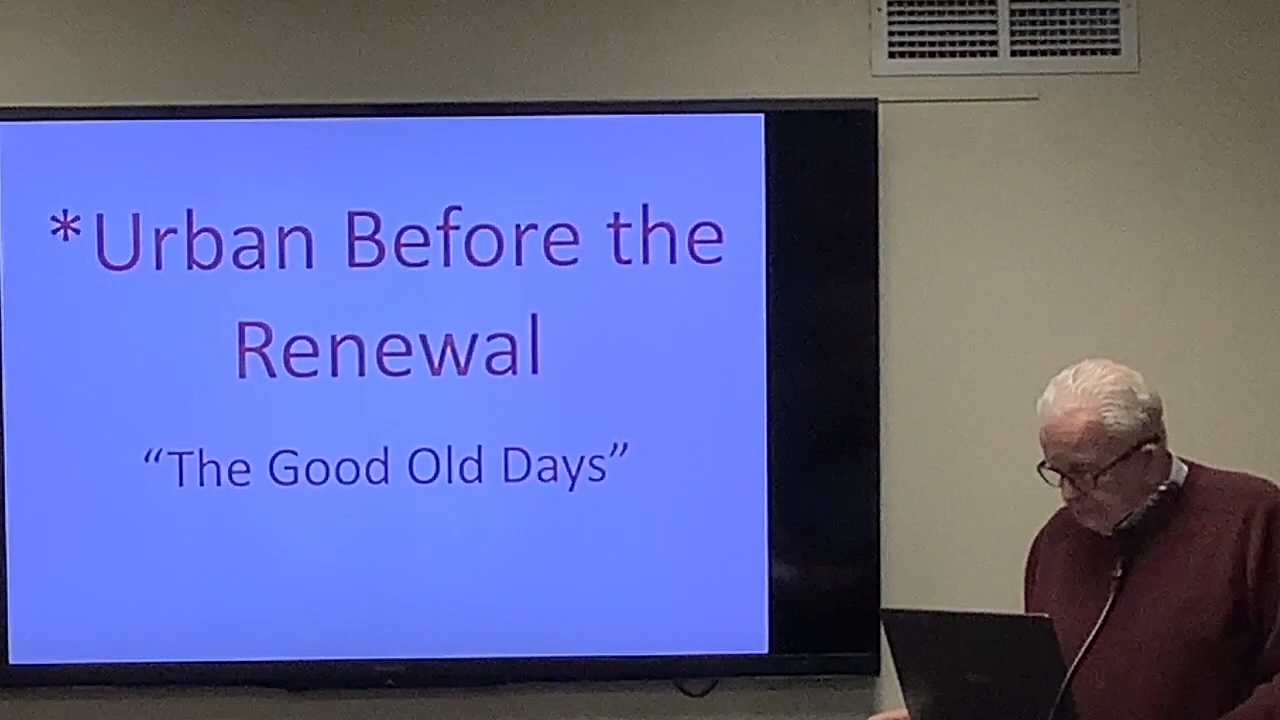 *Urban Before the
Renewal
“The Good Old Days”